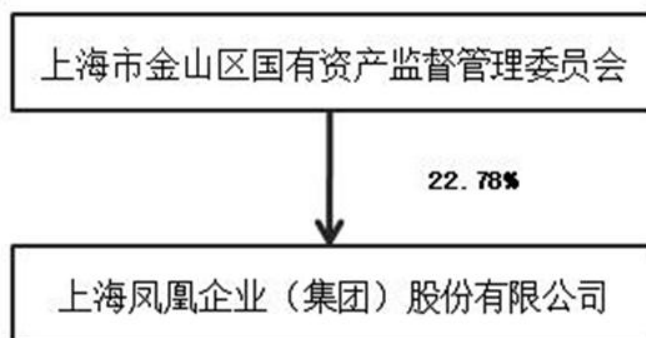 上海市金山区国有资产监督管理委员会
22.78%
上海凤凰企业（集团）股份有限公司